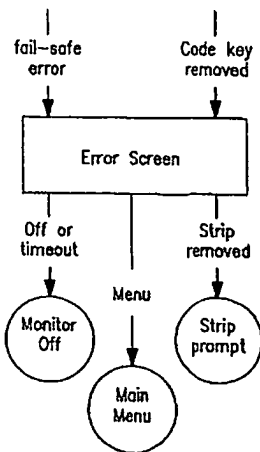 fail-safe
error
Code key
removed
Error Screen
Off or
timeout
Menu
Strip
removed
Monitor
Off
Main
Menu
Strip
prompt